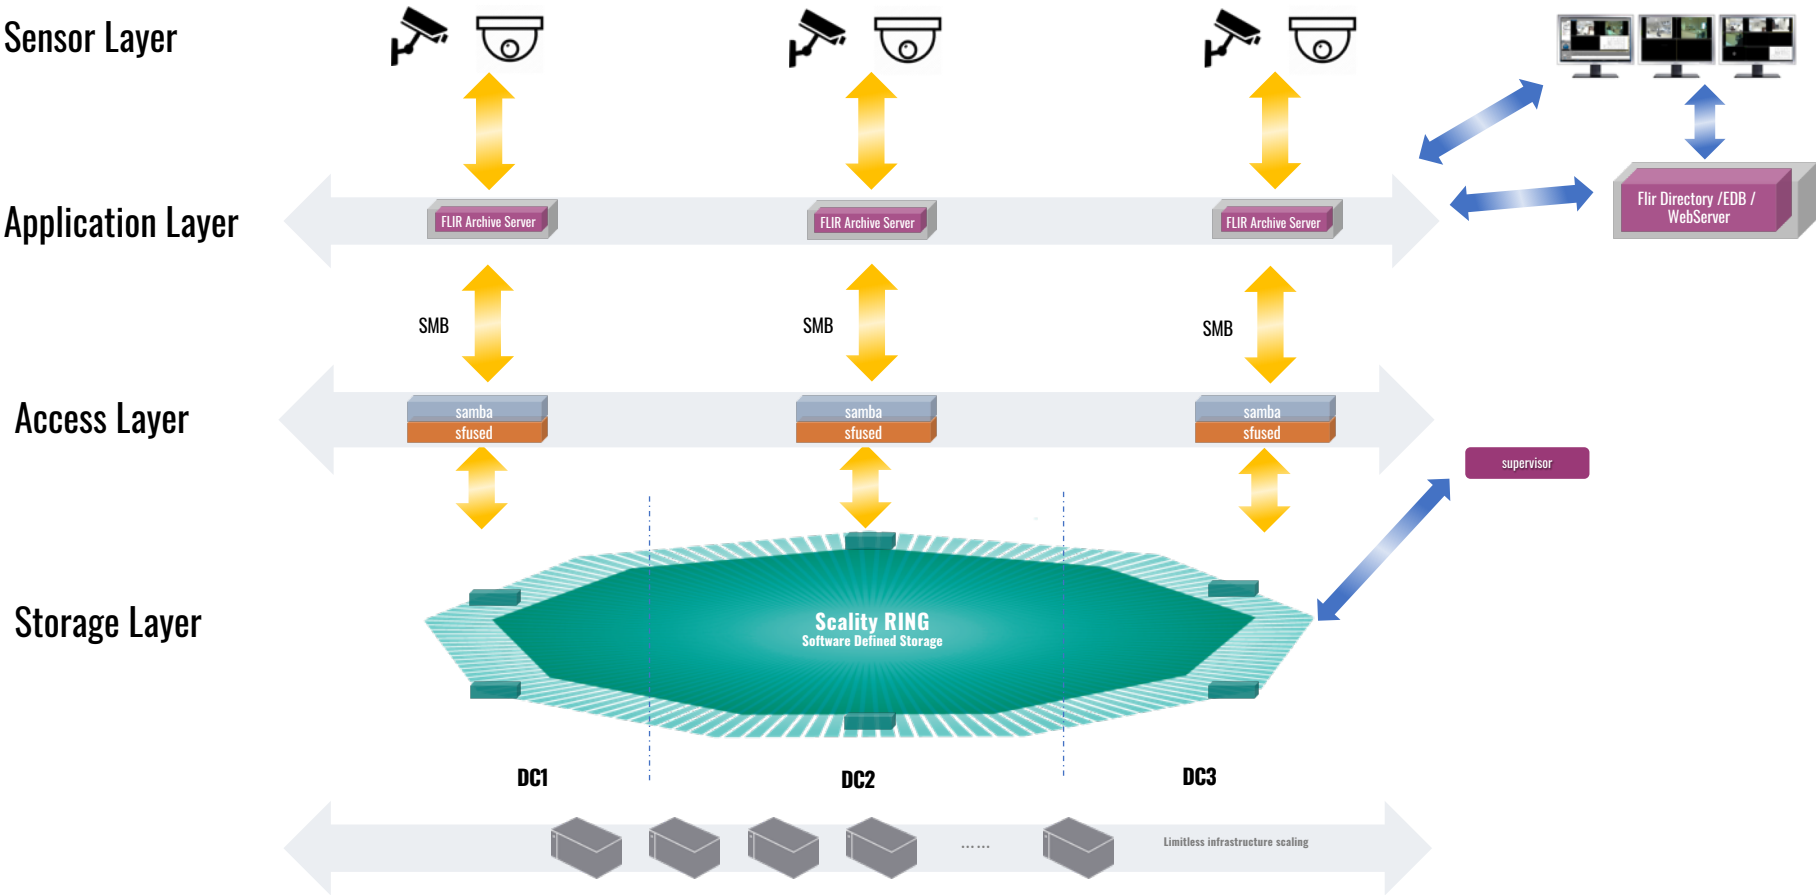 Sensor Layer
Application Layer
FLIR Archive Server
FLIR Archive Server
FLIR Archive Server
Flir Directory /EDB /
WebServer
SMB
SMB
SMB
Access Layer
samba
sfused
samba
sfused
samba
sfused
supervisor
Storage Layer
Scality RING
Software Defined Storage
DC1
DC2
DC3
......
Limitless infrastructure scaling